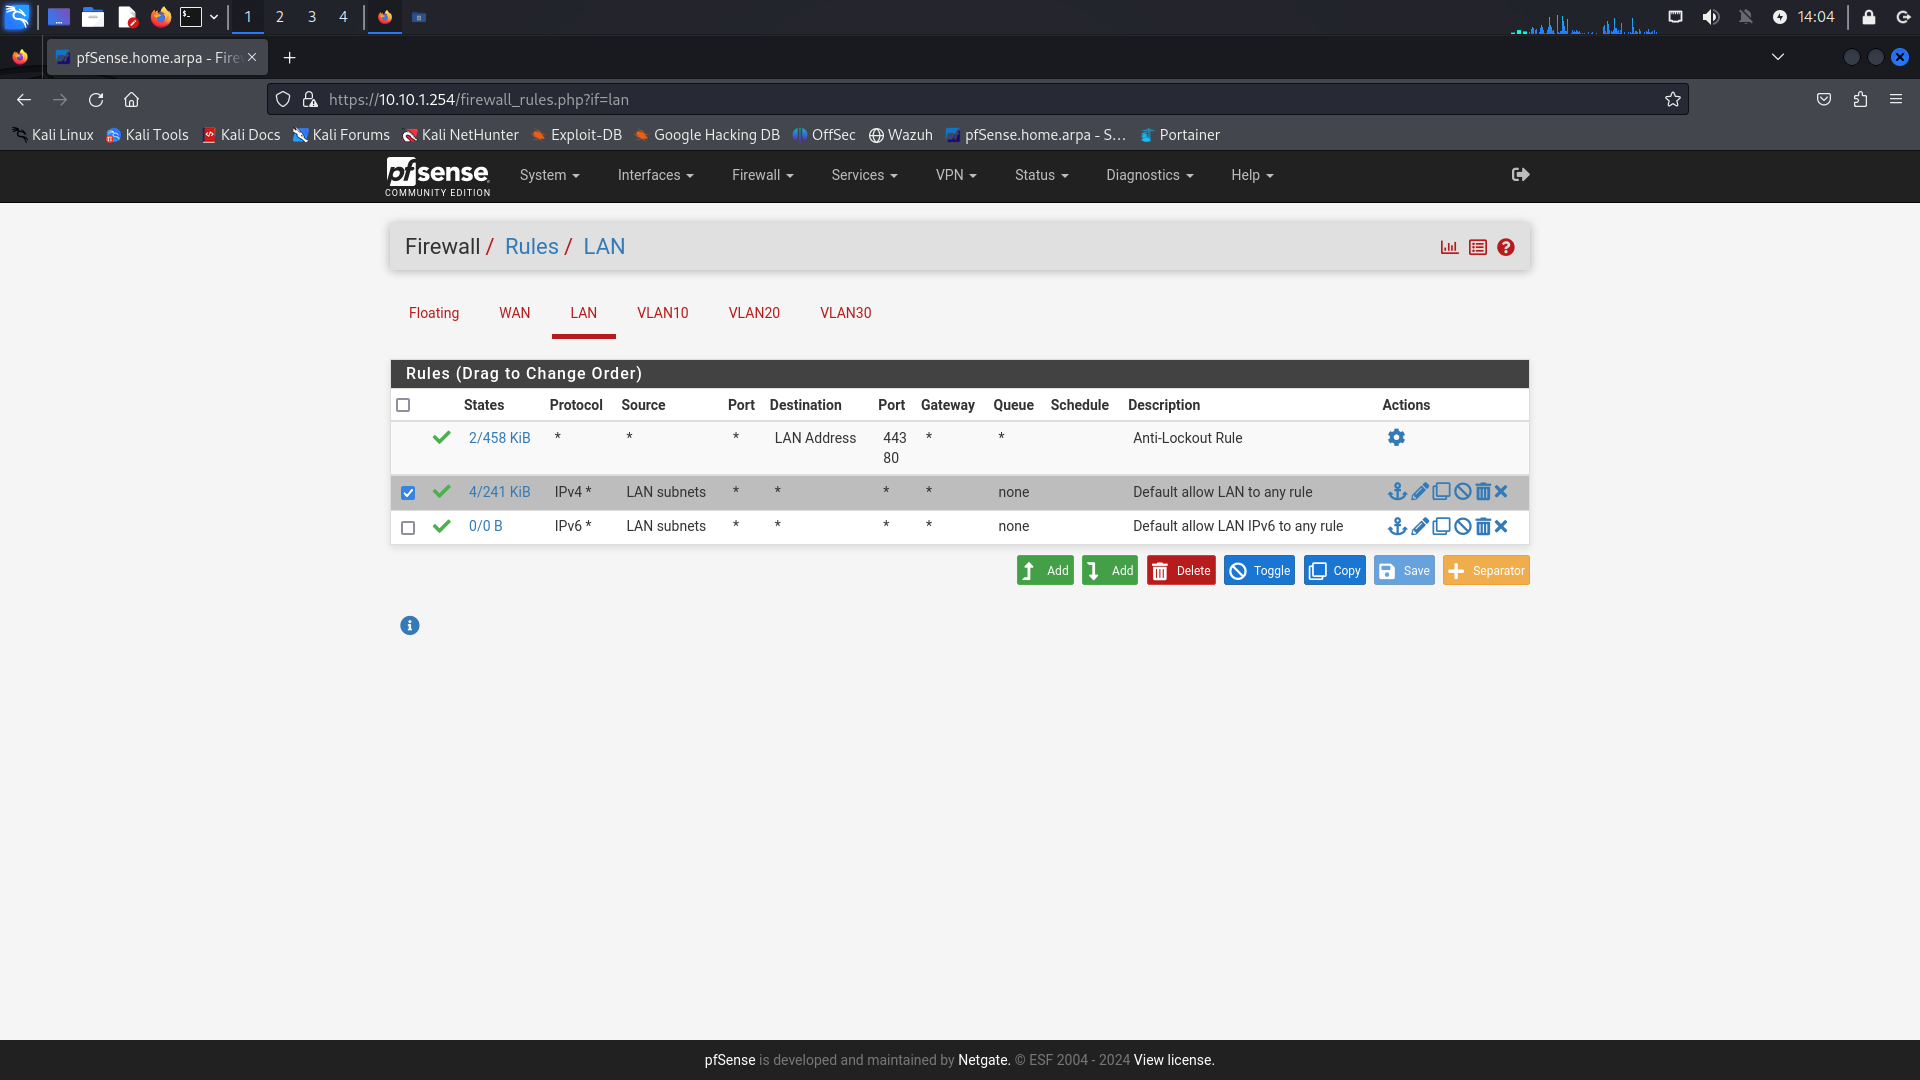 1 2 3 4 14:04
pfSense.home.arpa - Fire
https://10.10.1.254/firewall_rules.php?if=lan
Kali Linux Kali Tools Kali Docs Kali Forums Kali NetHunter Exploit-DB Google Hacking DB OffSec Wazuh pfSense.home.arpa - S... Portainer
pfsense System Interfaces Firewall Services VPN Status Diagnostics Help
COMMUNITY EDITION
Firewall / Rules / LAN
Floating WAN LAN VLAN10 VLAN20 VLAN30
Rules (Drag to Change Order)
States Protocol Source Port Destination Port Gateway Queue Schedule Description Actions
2/458 KiB * * * LAN Address 443 * * Anti-Lockout Rule
80
4/241 KiB IPv4 * LAN subnets * * * * none Default allow LAN to any rule
0/0 B IPv6 * LAN subnets * * * * none Default allow LAN IPv6 to any rule
Add Add Delete Toggle Copy Save Separator
pfSense is developed and maintained by Netgate. © ESF 2004 - 2024 View license.